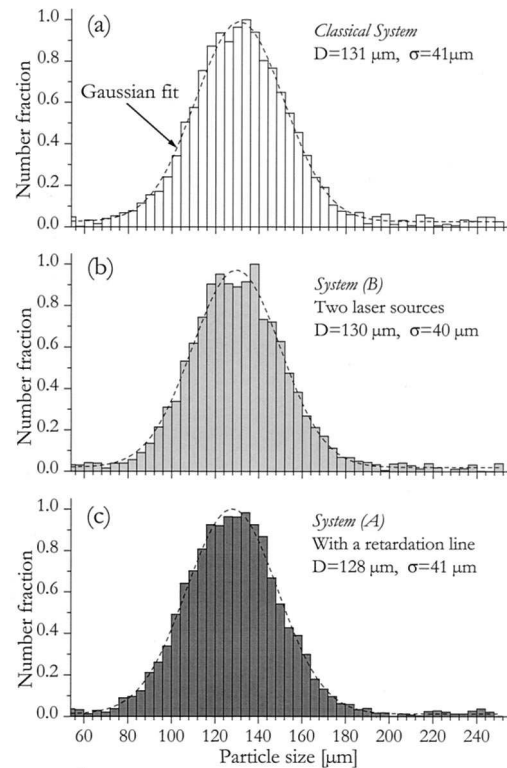 (a)
Classical System
D=131 μm, σ=41μm
Gaussian fit
Number fraction
1.0
0.8
0.6
0.4
0.2
0.0
(b)
System (B)
Two laser sources
D=130 μm, σ=40 μm
Number fraction
1.0
0.8
0.6
0.4
0.2
0.0
(c)
System (A)
With a retardation line
D=128 μm, σ=41 μm
Number fraction
1.0
0.8
0.6
0.4
0.2
0.0
60 80 100 120 140 160 180 200 220 240
Particle size [μm]